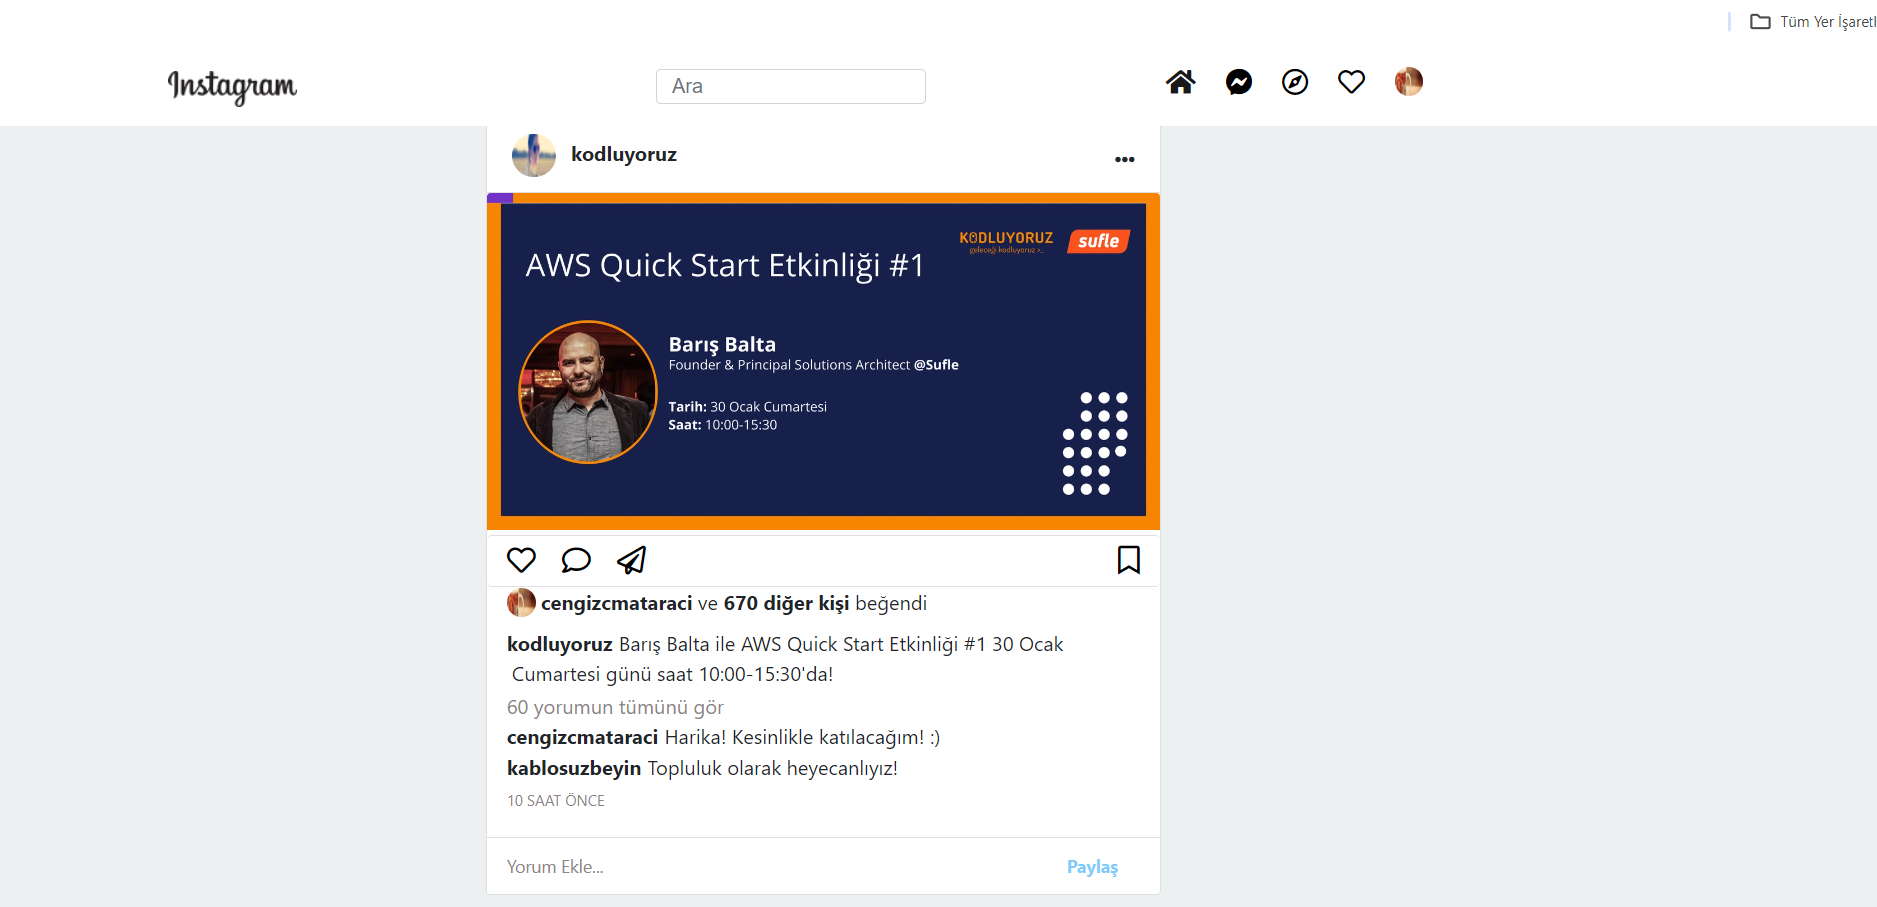 Tüm Yer İşaretl
Instagram
Ara
kodluyoruz
KODLUYORUZ
geleceği kodluyoruz >_
sufle
AWS Quick Start Etkinliği #1
Barış Balta
Founder & Principal Solutions Architect @Sufle
Tarih: 30 Ocak Cumartesi
Saat: 10:00-15:30
cengizcmataraci ve 670 diğer kişi beğendi
kodluyoruz Barış Balta ile AWS Quick Start Etkinliği #1 30 Ocak
Cumartesi günü saat 10:00-15:30'da!
60 yorumun tümünü gör
cengizcmataraci Harika! Kesinlikle katılacağım! :)
kablosuzbeyin Topluluk olarak heyecanlıyız!
10 SAAT ÖNCE
Yorum Ekle...
Paylaş